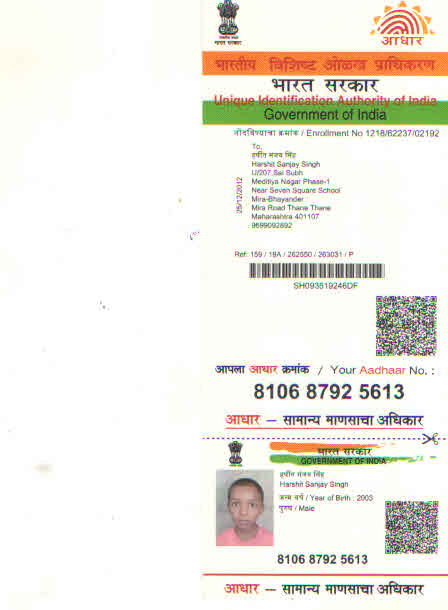 भारत सरकार
आधार
भारतीय विशिष्ट ओळख प्राधिकरण
भारत सरकार
Unique Identification Authority of India
Government of India
नोंदविण्याचा क्रमांक / Enrollment No 1218/62237/02192
To,
हर्षीत संजय सिंह
Harshit Sanjay Singh
U/207,Sai Subh
Meditiya Nagar Phase-1
Near Seven Square School
Mira-Bhayander
Mira Road Thane Thane
Maharashtra 401107
9699092892
25/12/2012
Ref: 159 / 19A / 262550 / 263031 / P
SH093519246DF
आपला आधार क्रमांक / Your Aadhaar No. :
8106 8792 5613
आधार – सामान्य माणसाचा अधिकार
भारत सरकार
GOVERNMENT OF INDIA
हर्षीत संजय सिंह
Harshit Sanjay Singh
जन्म वर्ष / Year of Birth : 2003
पुरुष / Male
8106 8792 5613
आधार – सामान्य माणसाचा अधिकार